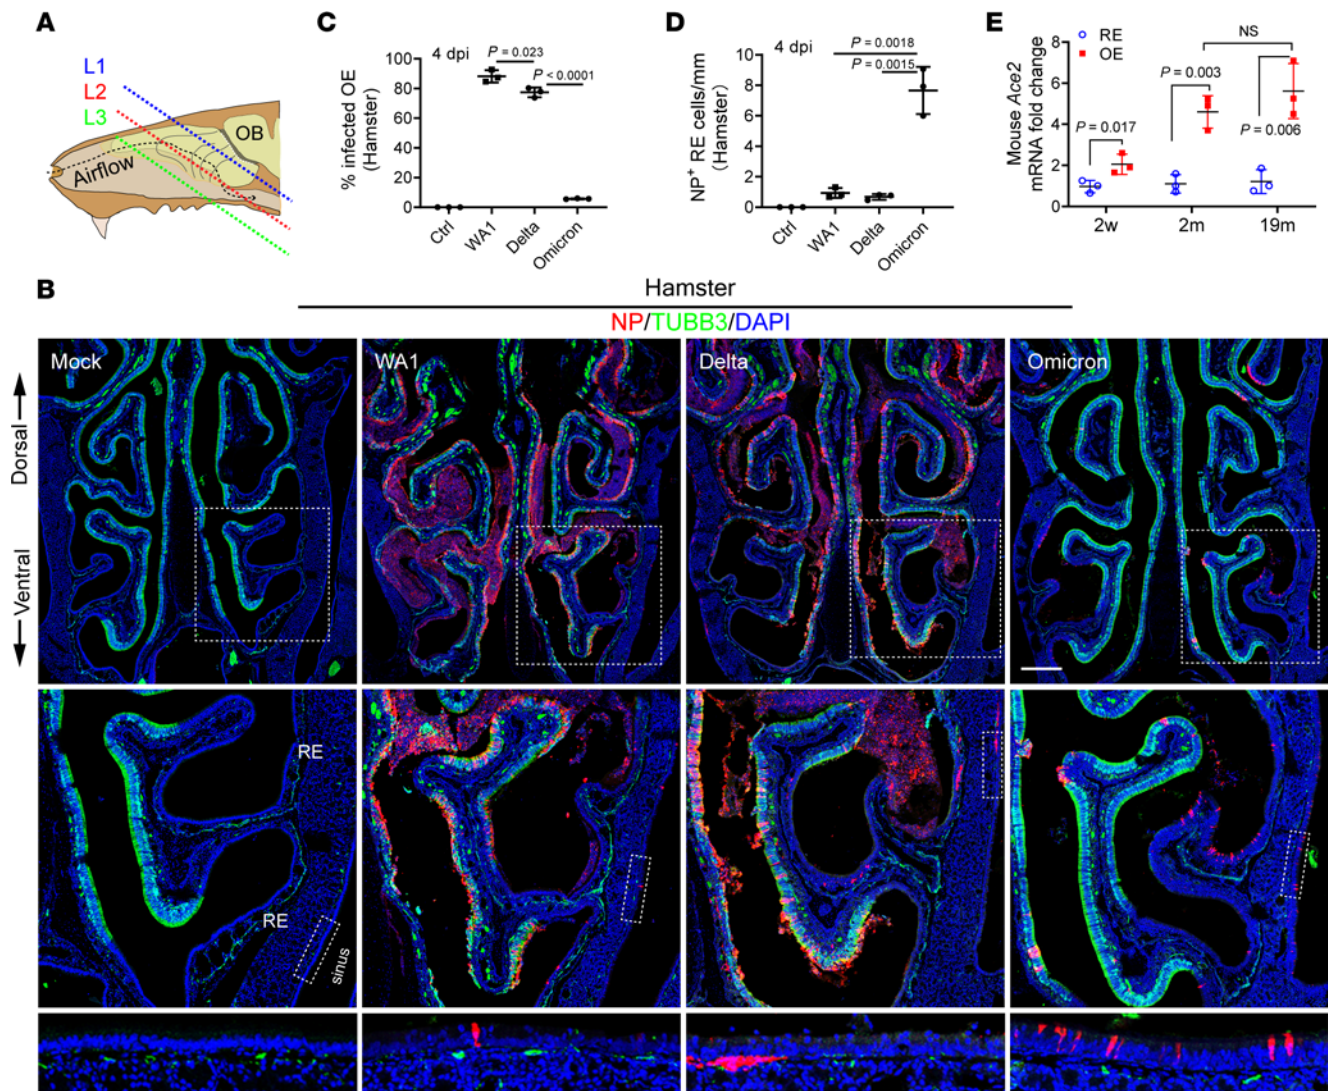 A
L1
L2
L3
OB
Airflow
C
4 dpi
P = 0.023
P < 0.0001
% infected OE
(Hamster)
100
80
60
40
20
0
Ctrl
WA1
Delta
Omicron
D
4 dpi
P = 0.0018
P = 0.0015
NP+ RE cells/mm
(Hamster)
10
8
6
4
2
0
Ctrl
WA1
Delta
Omicron
E
RE
OE
NS
P = 0.003
P = 0.017
P = 0.006
Mouse Ace2
mRNA fold change
8
6
4
2
0
2w
2m
19m
B
Hamster
NP/TUBB3/DAPI
Mock
WA1
Delta
Omicron
Dorsal
Ventral
RE
RE
sinus